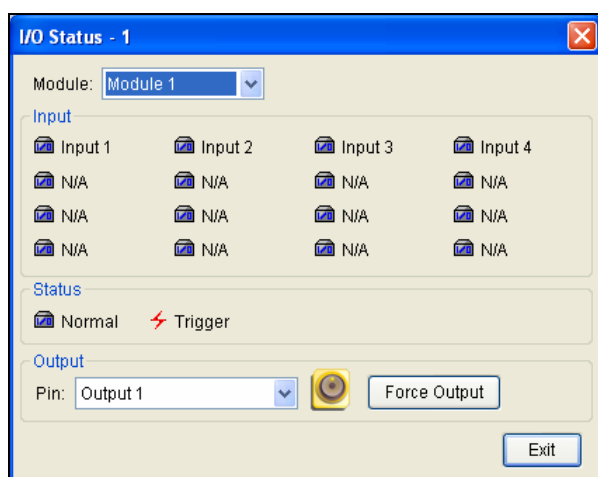 I/O Status - 1
Module: Module 1
Input
Input 1 Input 2 Input 3 Input 4
N/A N/A N/A N/A
N/A N/A N/A N/A
N/A N/A N/A N/A
Status
Normal Trigger
Output
Pin: Output 1 Force Output
Exit